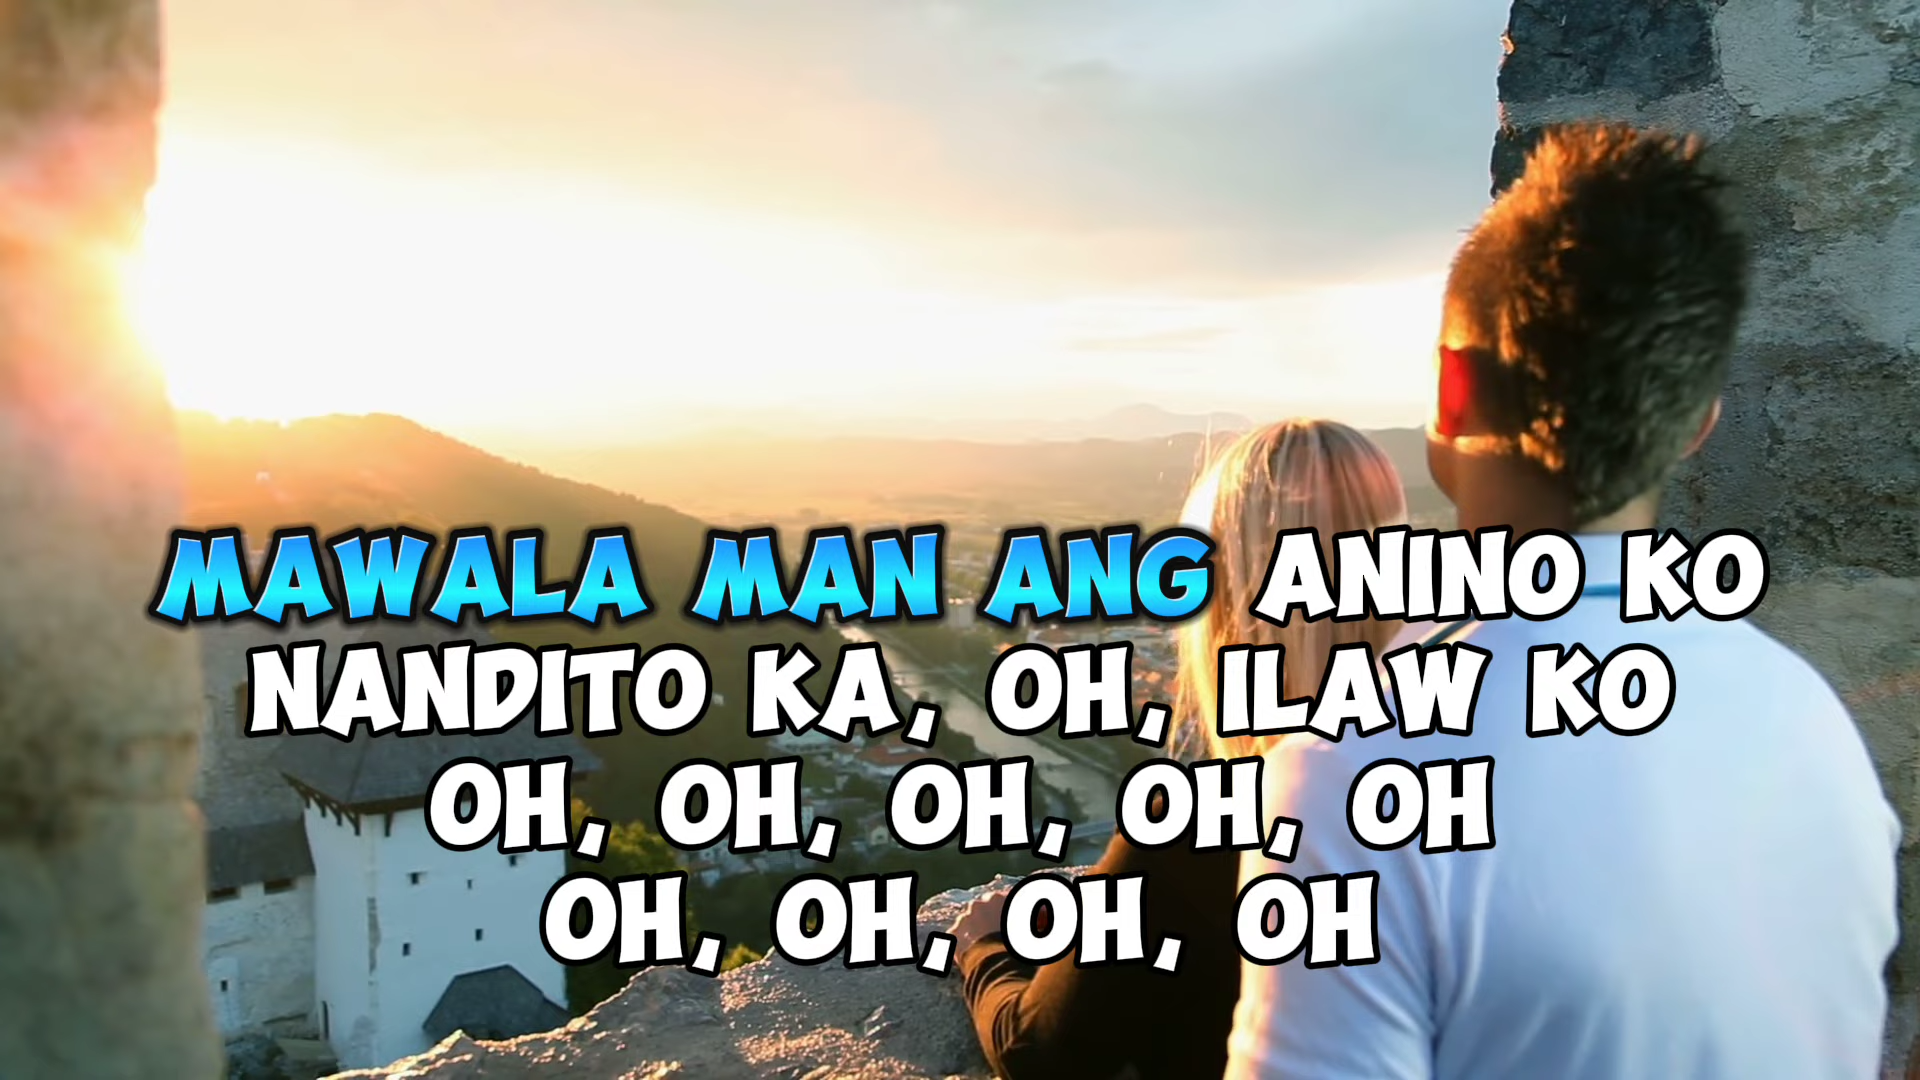 MAWALA MAN ANG ANINO KO
NANDITO KA, OH, ILAW KO
OH, OH, OH, OH, OH
OH, OH, OH, OH